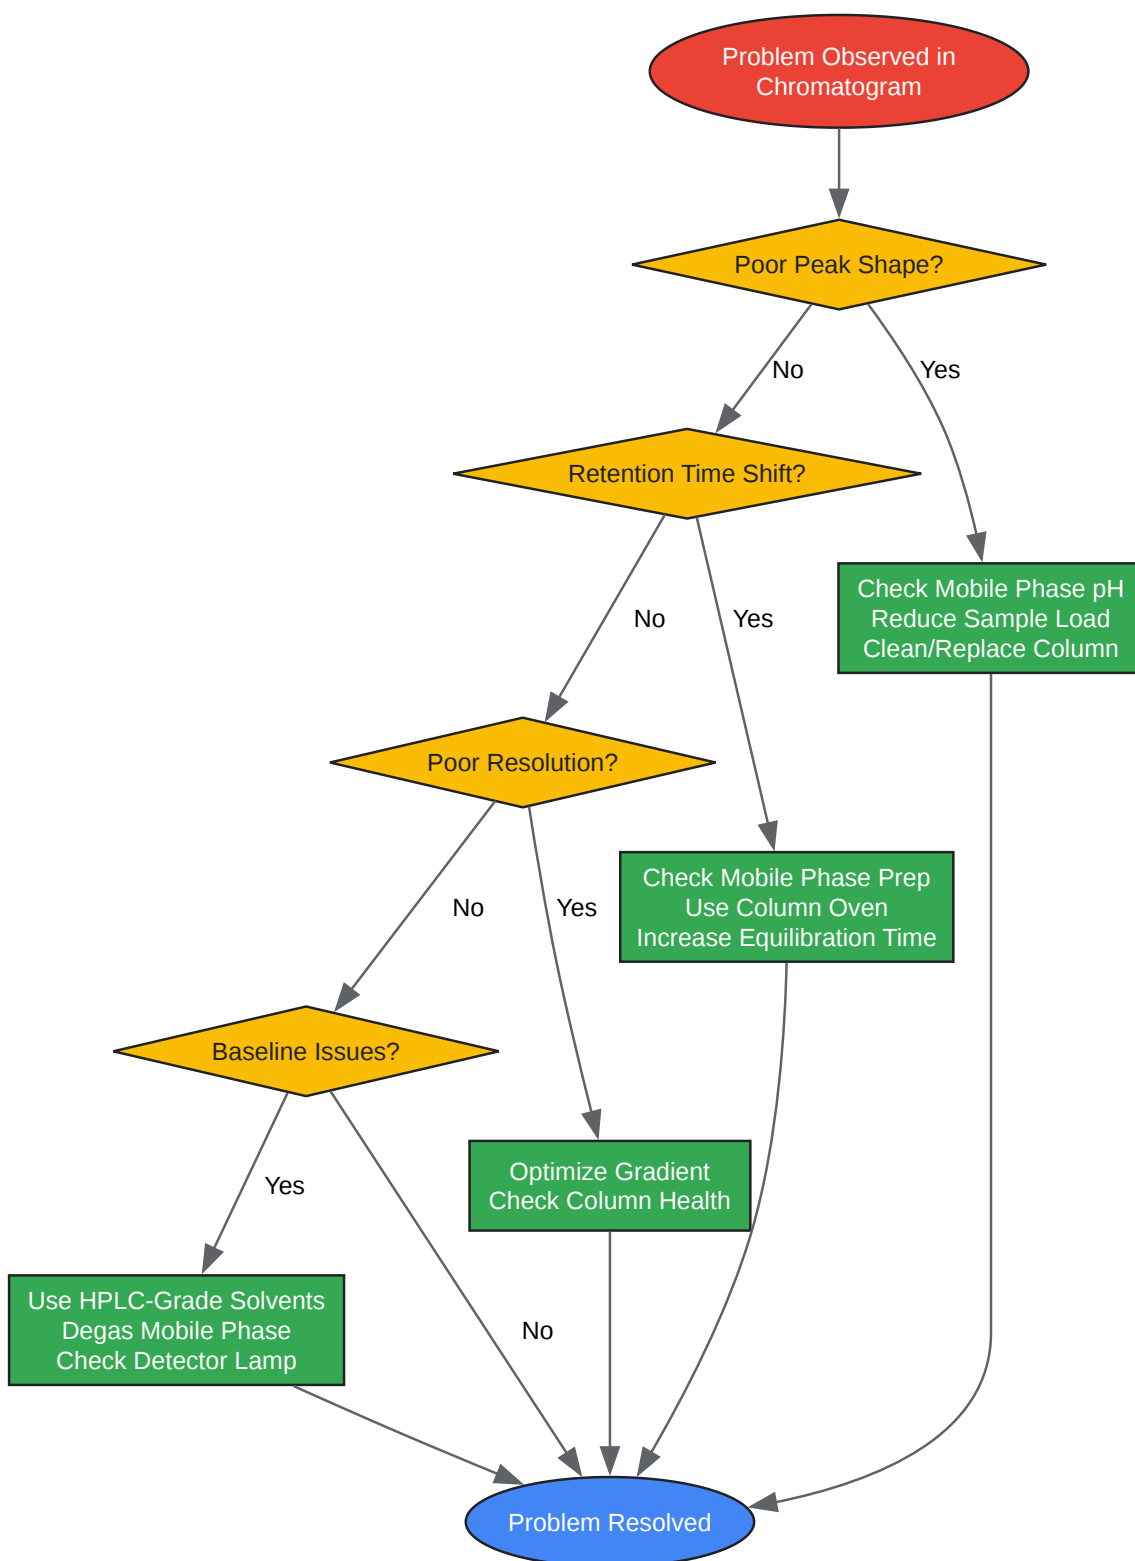 Problem Observed in
Chromatogram
Poor Peak Shape?
No
Yes
Retention Time Shift?
No
Yes
Check Mobile Phase pH
Reduce Sample Load
Clean/Replace Column
Poor Resolution?
No
Yes
Check Mobile Phase Prep
Use Column Oven
Increase Equilibration Time
Baseline Issues?
Yes
No
Optimize Gradient
Check Column Health
Use HPLC-Grade Solvents
Degas Mobile Phase
Check Detector Lamp
Problem Resolved